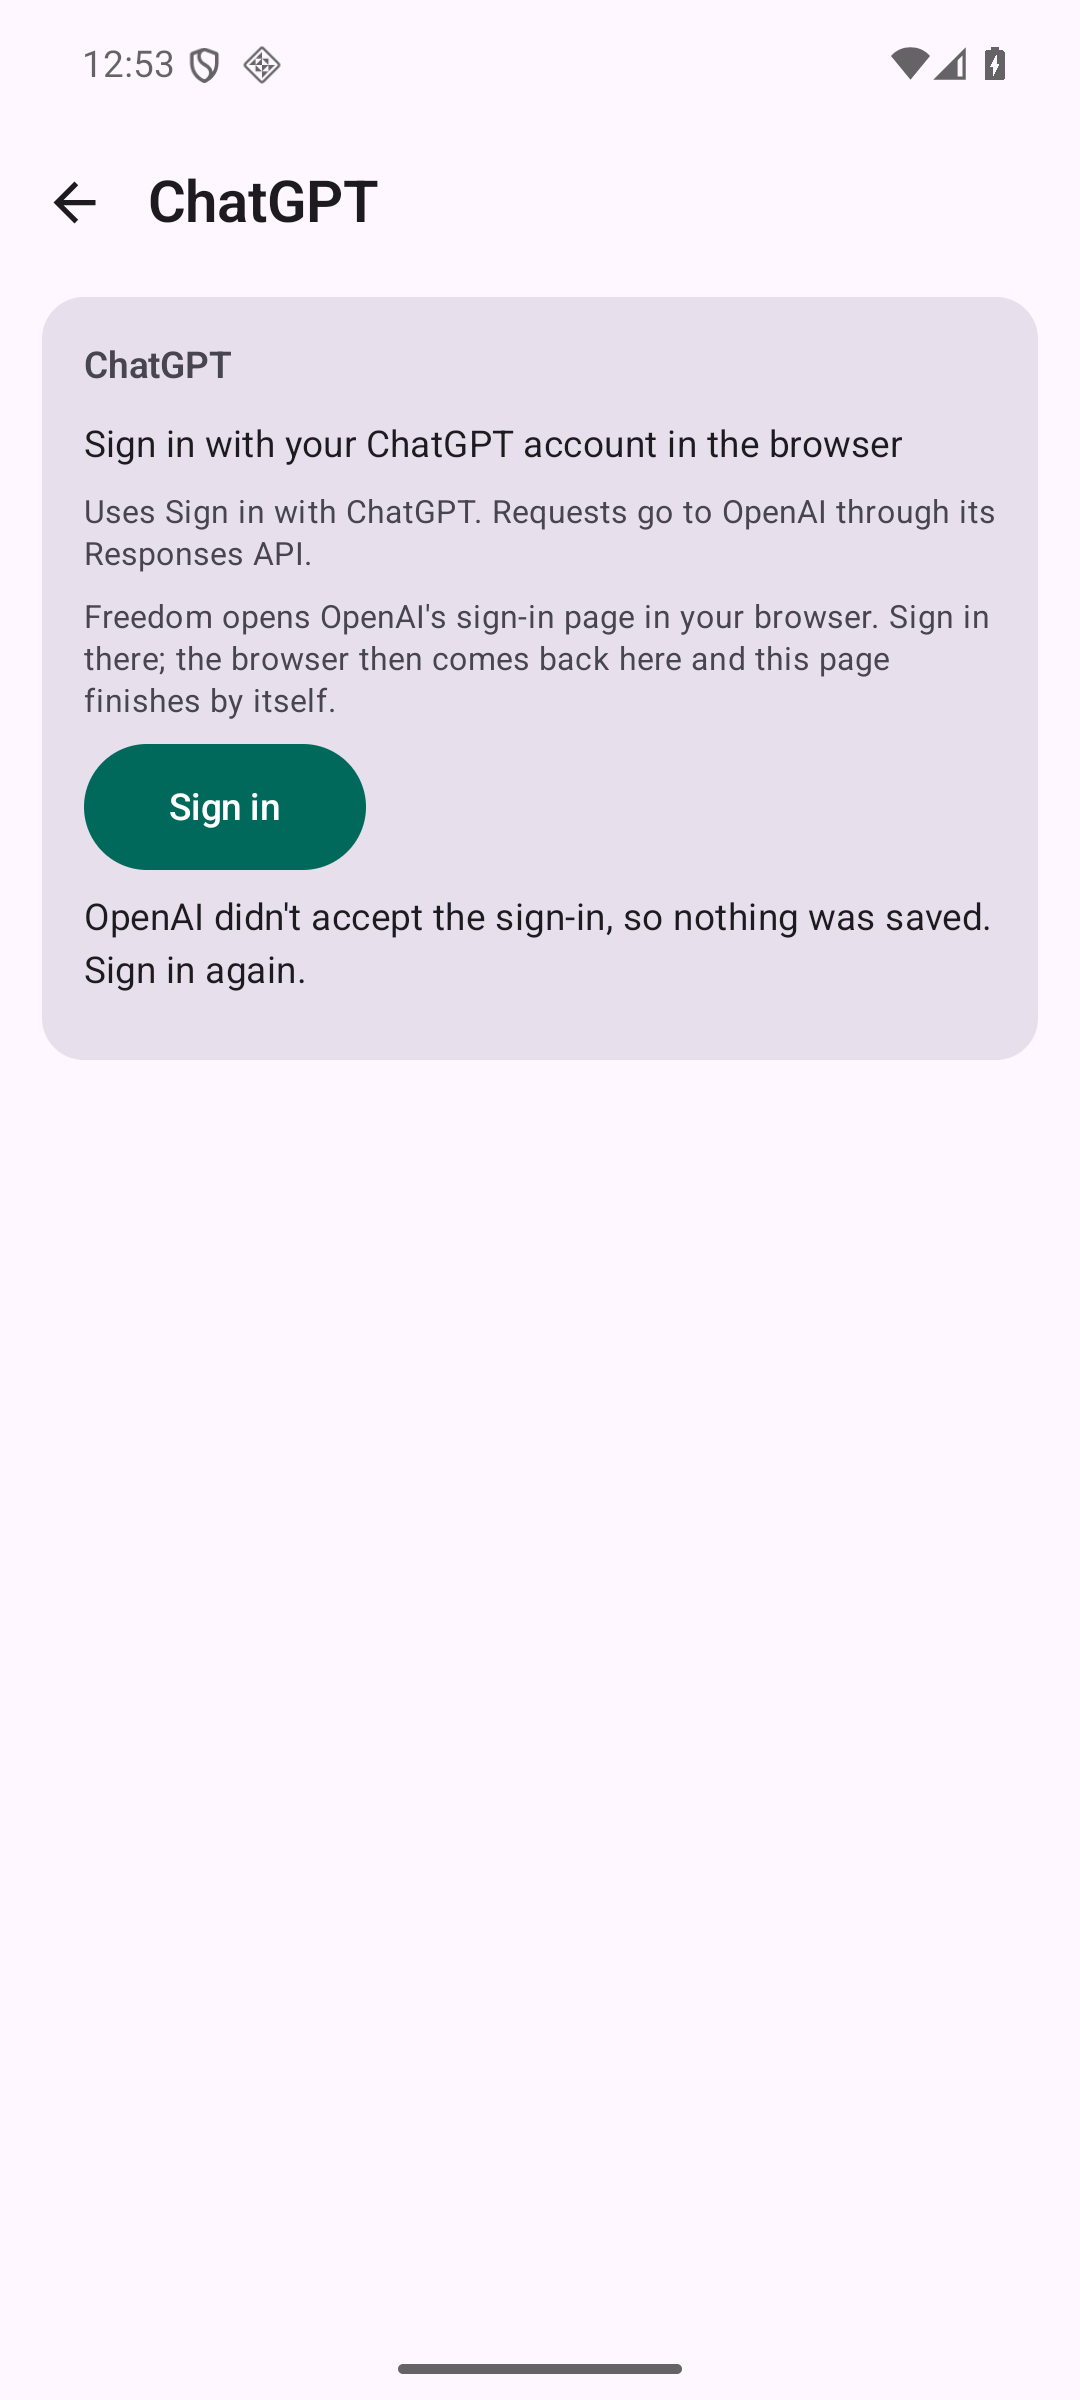 12:53
ChatGPT
ChatGPT
Sign in with your ChatGPT account in the browser
Uses Sign in with ChatGPT. Requests go to OpenAI through its
Responses API.
Freedom opens OpenAI's sign-in page in your browser. Sign in
there; the browser then comes back here and this page
finishes by itself.
Sign in
OpenAI didn't accept the sign-in, so nothing was saved.
Sign in again.